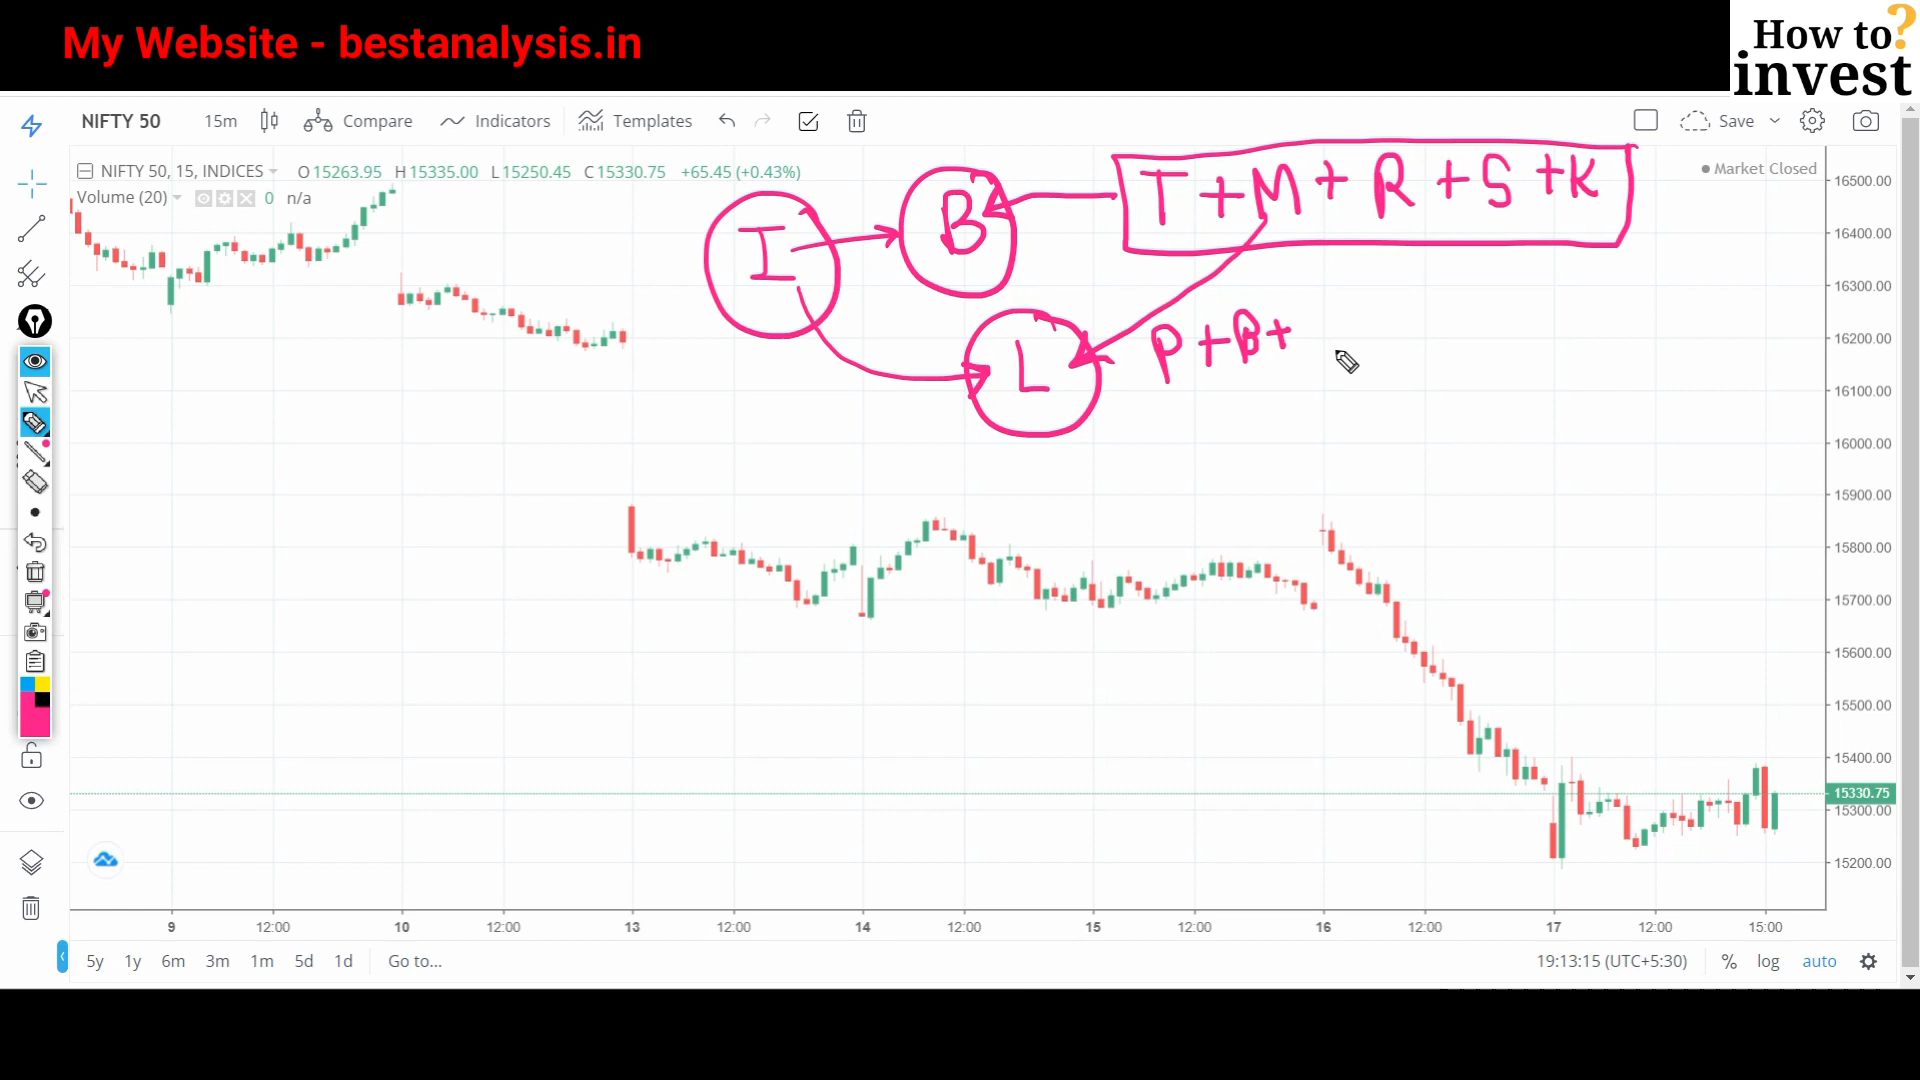 My Website - bestanalysis.in
How to?
invest
NIFTY 50 15m Compare Indicators Templates Save
NIFTY 50, 15, INDICES O15263.95 H15335.00 L15250.45 C15330.75 +65.45 (+0.43%)
Market Closed
Volume (20) 0 n/a
I
B
T+M+R+S+K
L
P+B+
16500.00
16400.00
16300.00
16200.00
16100.00
16000.00
15900.00
15800.00
15700.00
15600.00
15500.00
15400.00
15330.75
15300.00
15200.00
9 12:00 10 12:00 13 12:00 14 12:00 15 12:00 16 12:00 17 12:00 15:00
5y 1y 6m 3m 1m 5d 1d Go to... 19:13:15 (UTC+5:30) % log auto